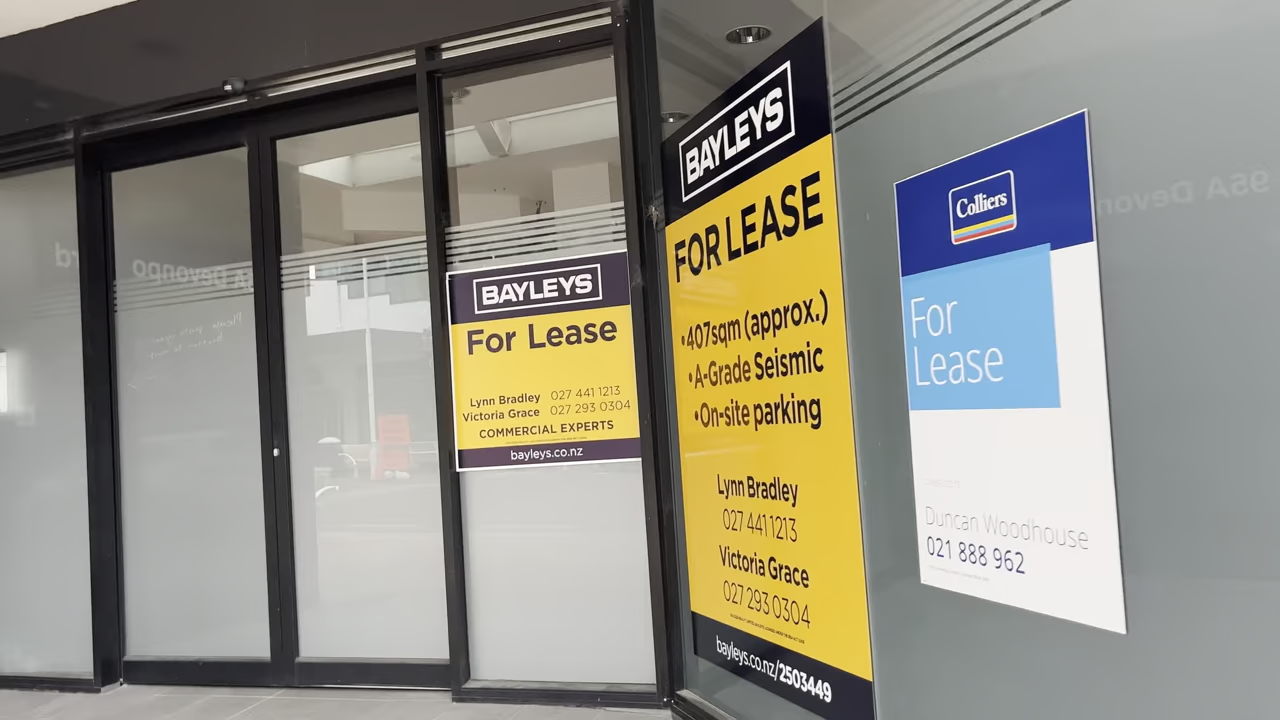 BAYLEYS
For Lease
Lynn Bradley 027 441 1213
Victoria Grace 027 293 0304
COMMERCIAL EXPERTS
bayleys.co.nz
BAYLEYS
FOR LEASE
•407sqm (approx.)
•A-Grade Seismic
•On-site parking
Lynn Bradley
027 441 1213
Victoria Grace
027 293 0304
bayleys.co.nz/2503449
Colliers
For
Lease
Duncan Woodhouse
021 888 962
95A Devon